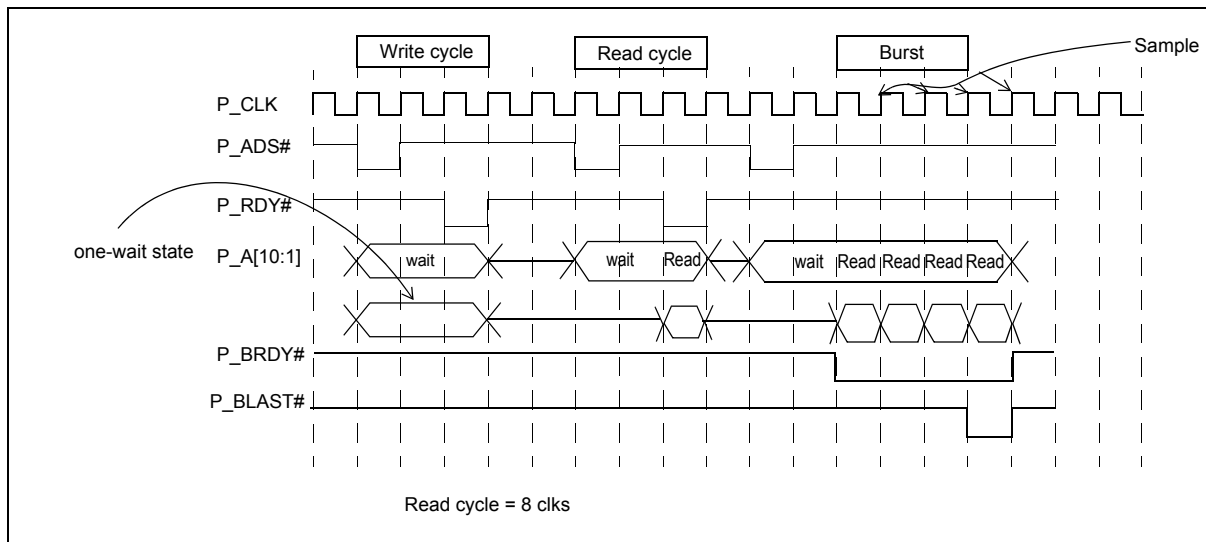 Write cycle
Read cycle
Burst
Sample
P_CLK
P_ADS#
P_RDY#
one-wait state
P_A[10:1]
wait
wait
Read
wait
Read
Read
Read
Read
P_BRDY#
P_BLAST#
Read cycle = 8 clks